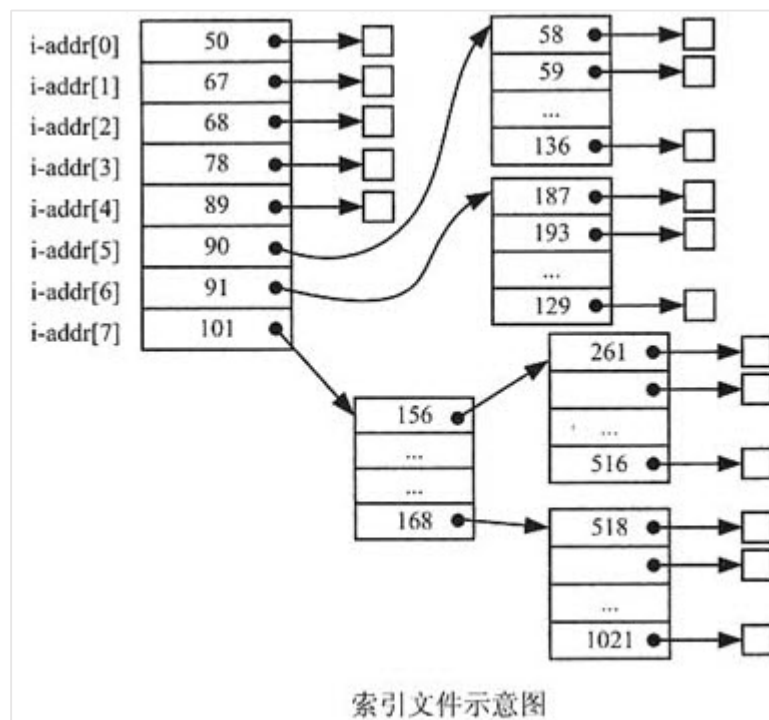 i-addr[0] 50
i-addr[1] 67
i-addr[2] 68
i-addr[3] 78
i-addr[4] 89
i-addr[5] 90
i-addr[6] 91
i-addr[7] 101
58
59
...
136
187
193
...
129
156
...
...
168
261
...
516
518
...
1021
索引文件示意图